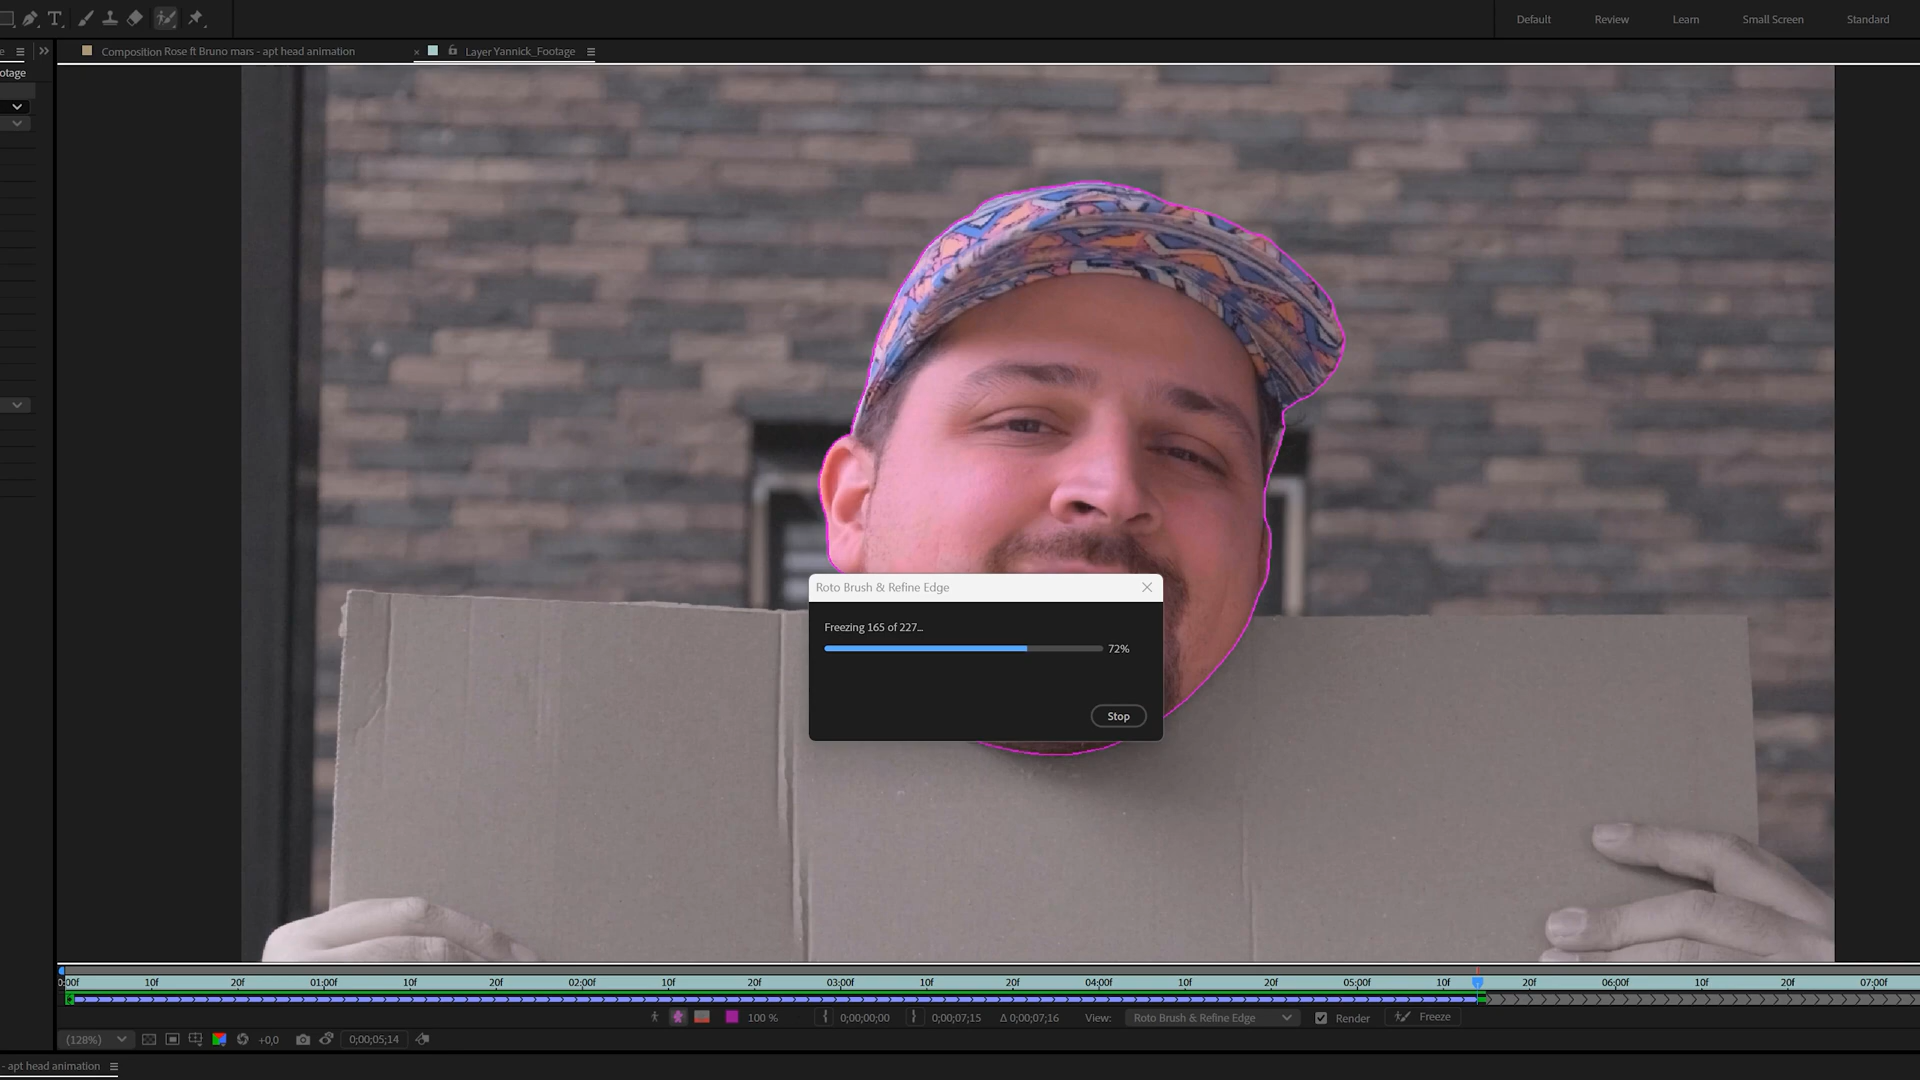 T
Default
Review
Learn
Small Screen
Standard
e
Composition Rose ft Bruno mars - apt head animation
×
Layer Yannick_Footage
otage
Roto Brush & Refine Edge
Freezing 165 of 227...
72%
Stop
0;00f 10f 20f 01:00f 10f 20f 02:00f 10f 20f 03;00f 10f 20f 04:00f 10f 20f 05:00f 10f 20f 06:00f 10f 20f 07:00f
100 %
0;00;00;00
0;00;07;15
Δ 0;00;07;16
View:
Roto Brush & Refine Edge
Render
Freeze
(128%)
+0,0
0;00;05;14
- apt head animation